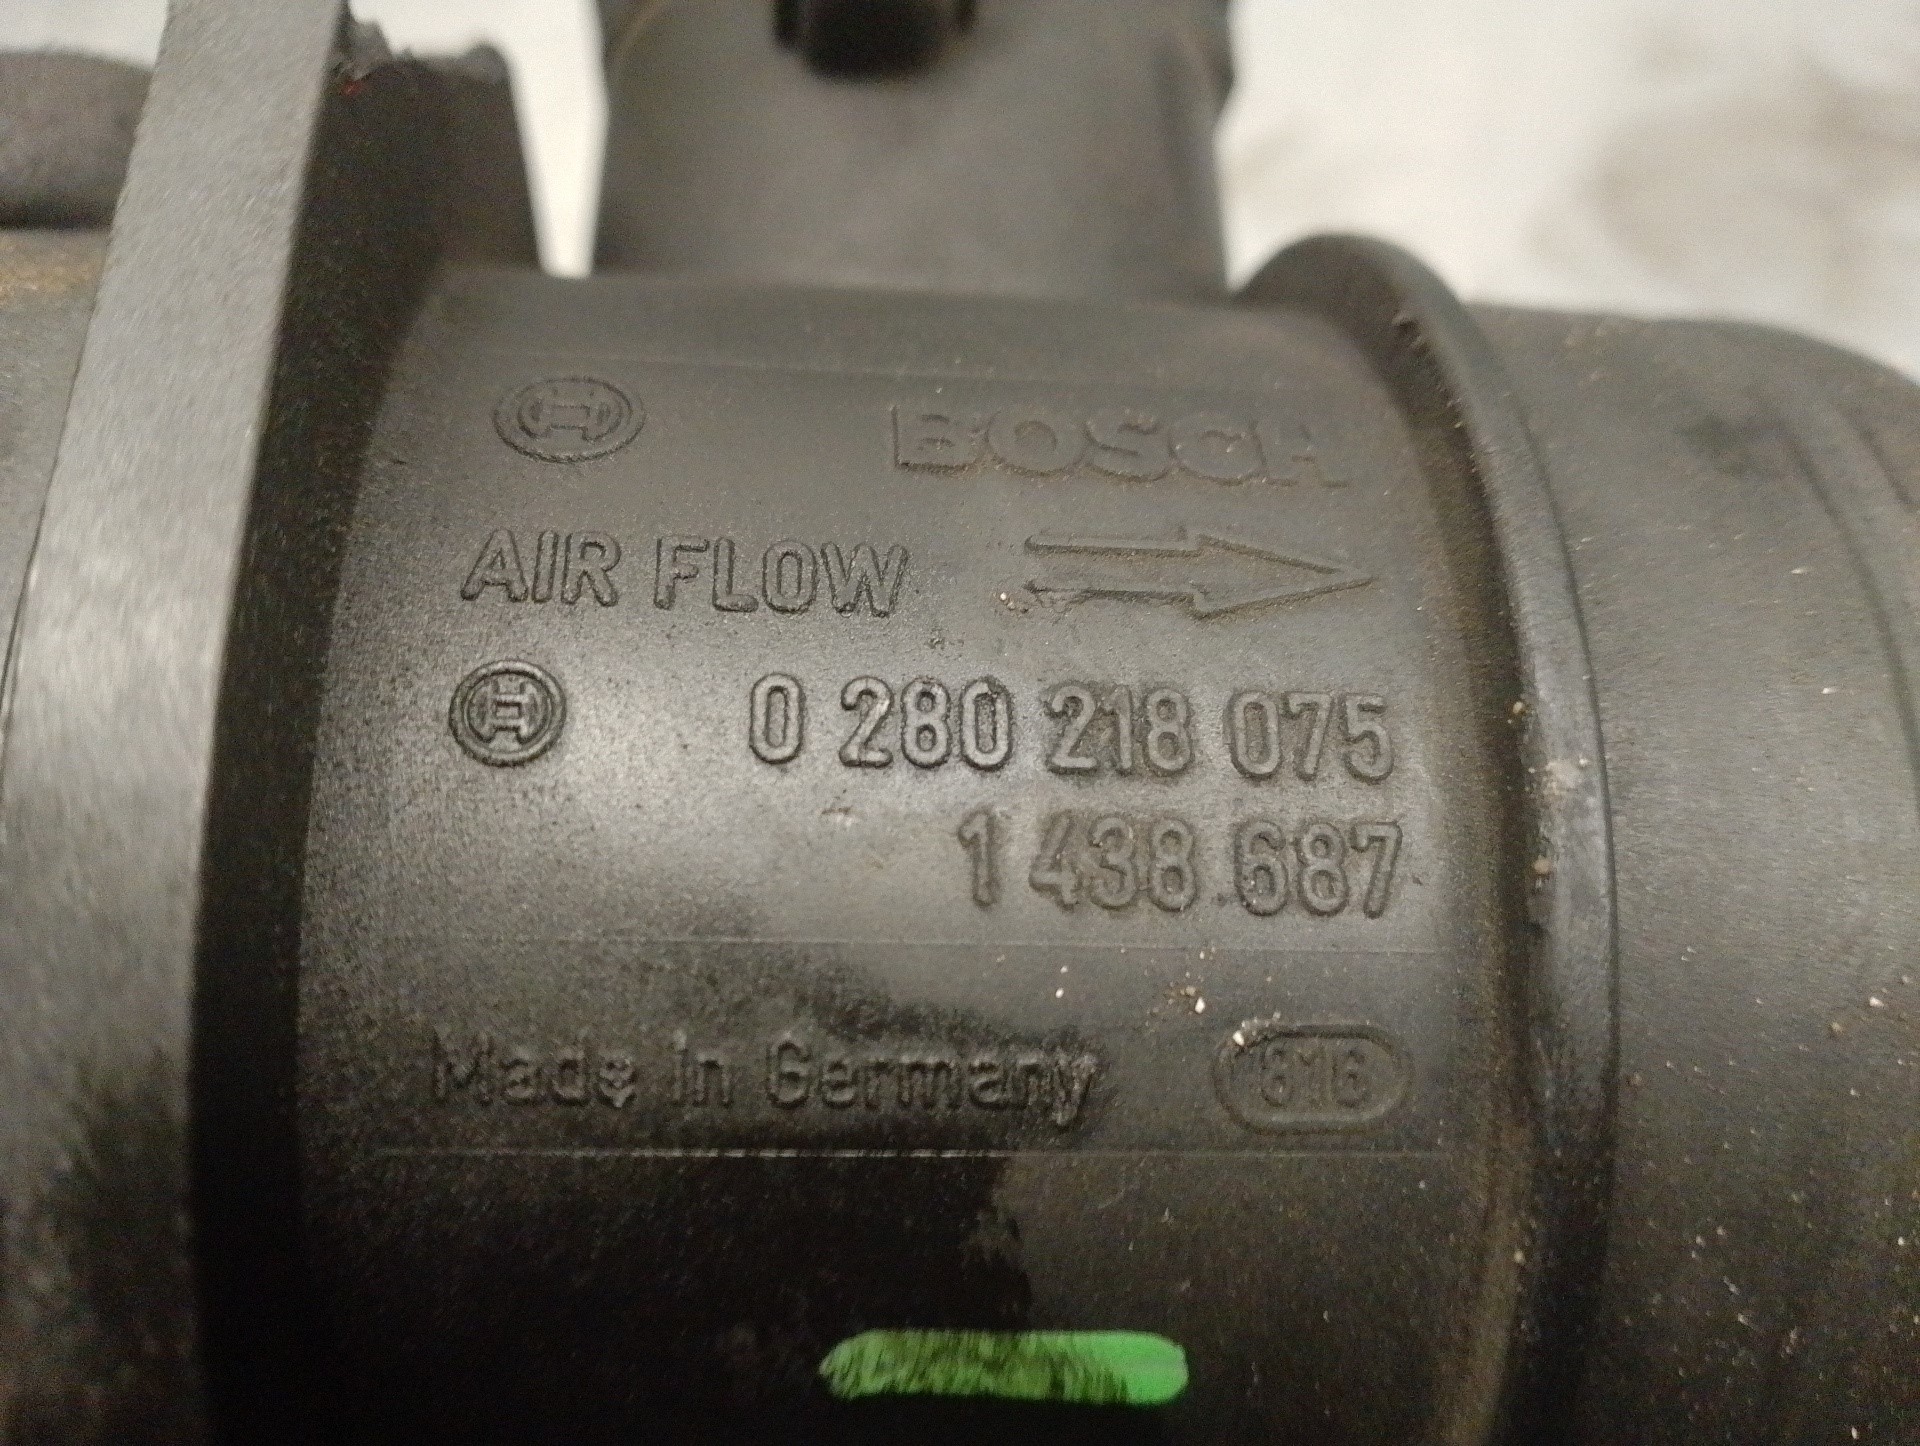 BOSCH
AIR FLOW
0 280 218 075
1 438 687
Made in Germany 616